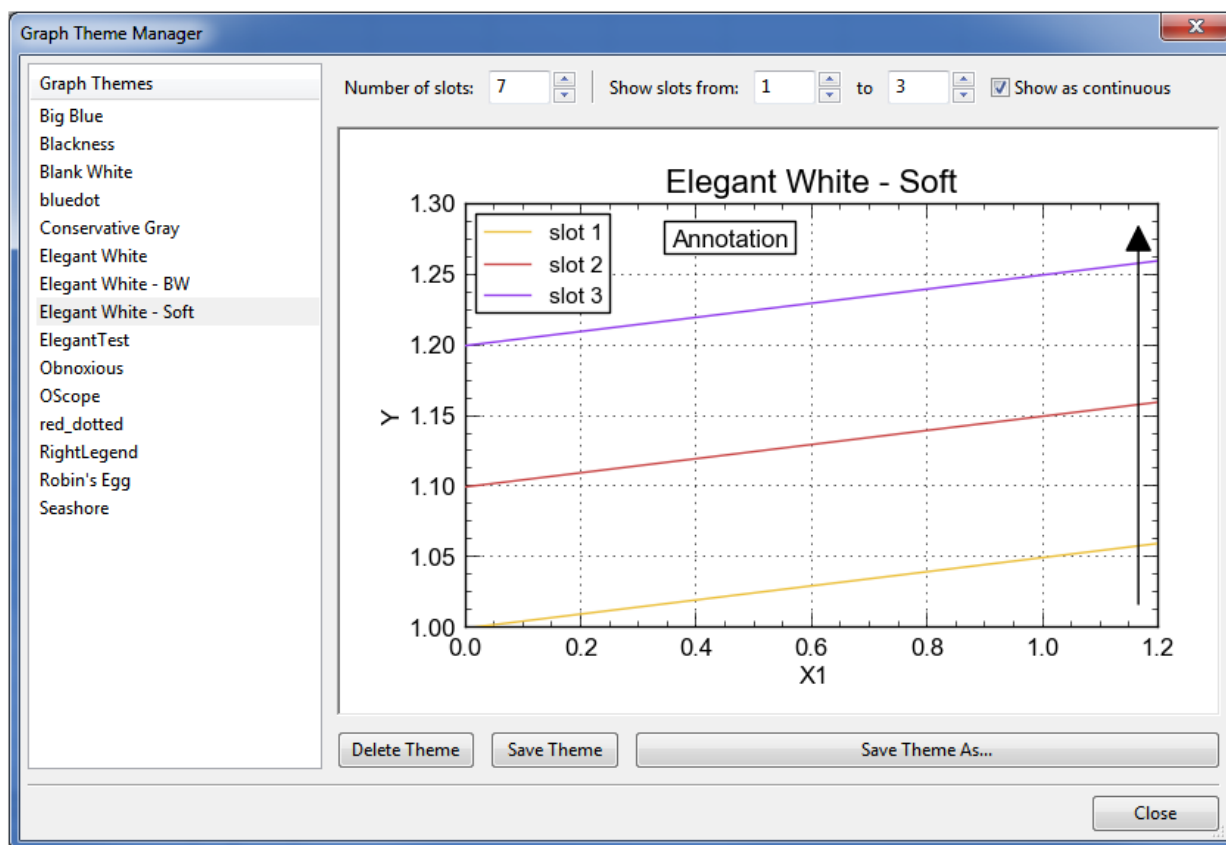 Graph Theme Manager
Graph Themes
Big Blue
Blackness
Blank White
bluedot
Conservative Gray
Elegant White
Elegant White - BW
Elegant White - Soft
ElegantTest
Obnoxious
OScope
red_dotted
RightLegend
Robin's Egg
Seashore
Number of slots: 7 Show slots from: 1 to 3 Show as continuous
Elegant White - Soft
slot 1
slot 2
slot 3
Annotation
Y
1.30
1.25
1.20
1.15
1.10
1.05
1.00
0.0 0.2 0.4 0.6 0.8 1.0 1.2
X1
Delete Theme Save Theme Save Theme As...
Close